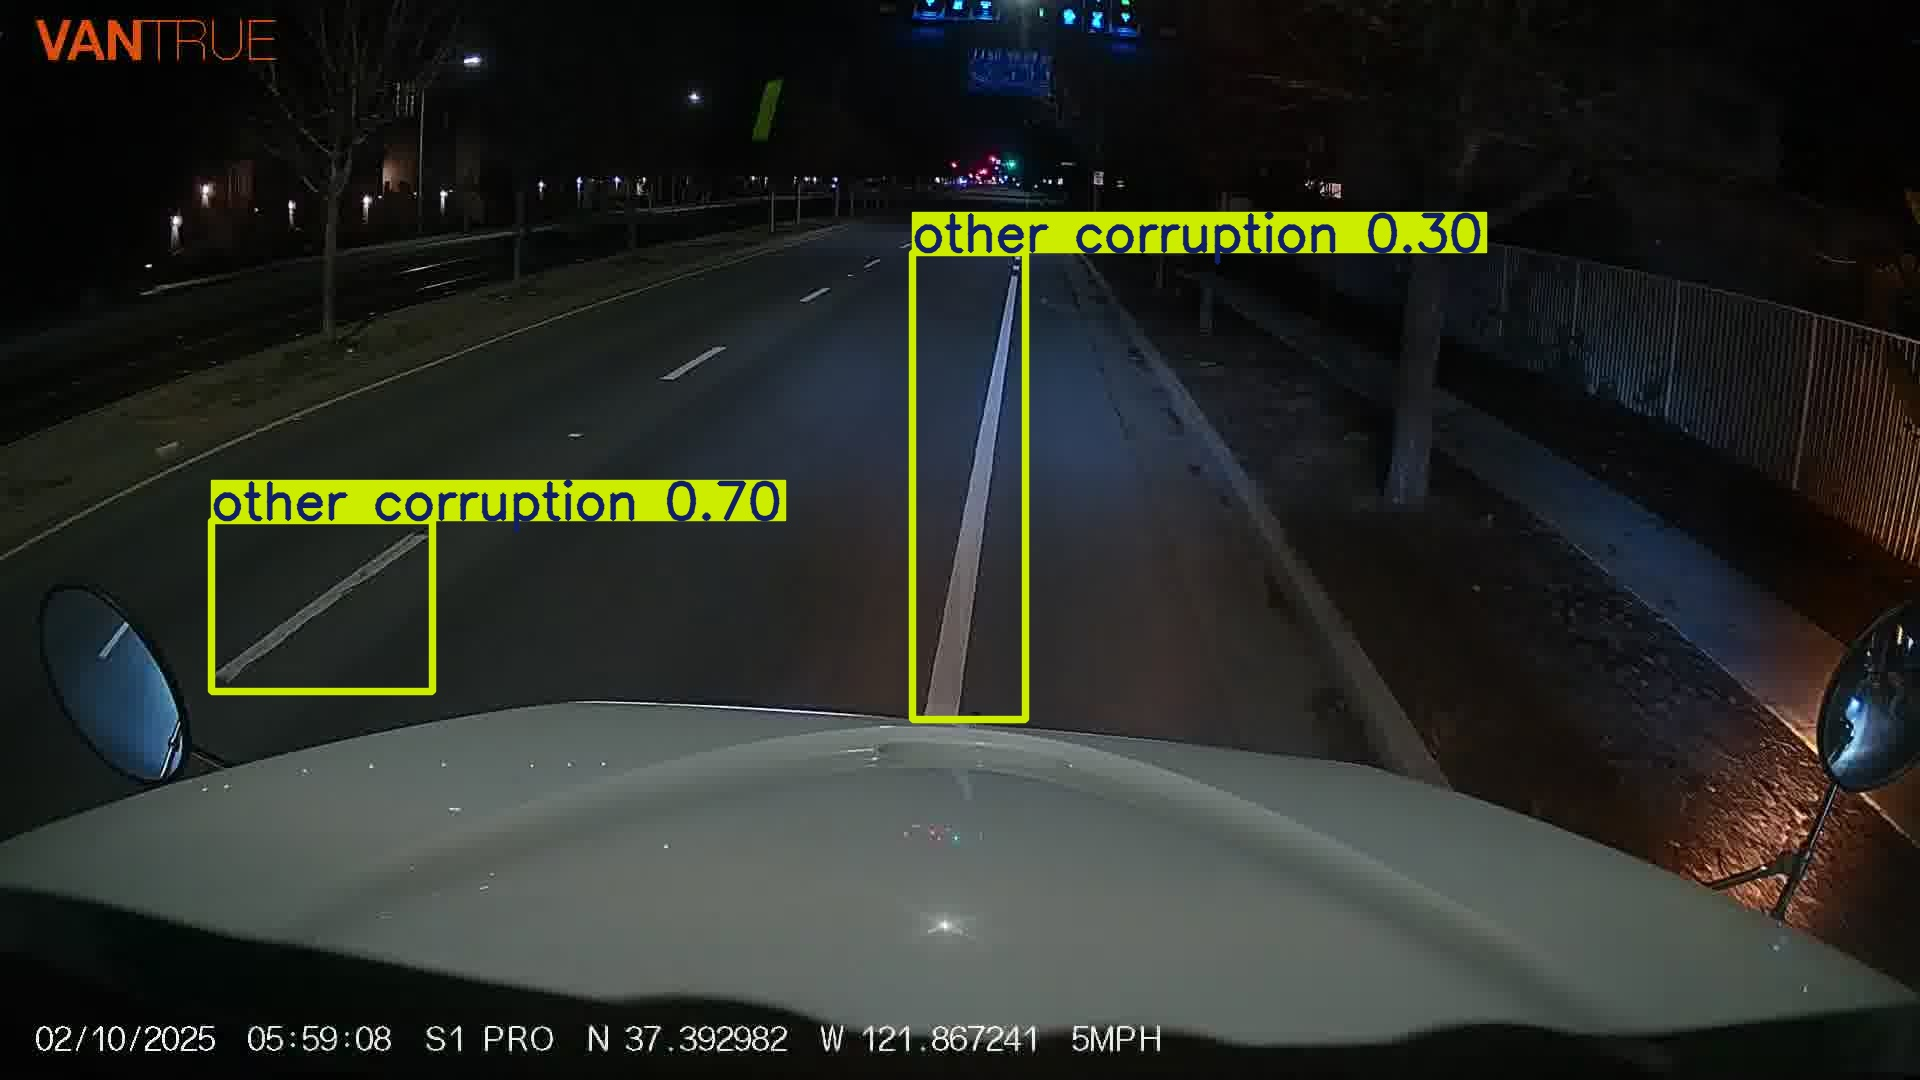 VANTRUE
other corruption 0.30
other corruption 0.70
02/10/2025 05:59:08 S1 PRO N 37.392982 W 121.867241 5MPH